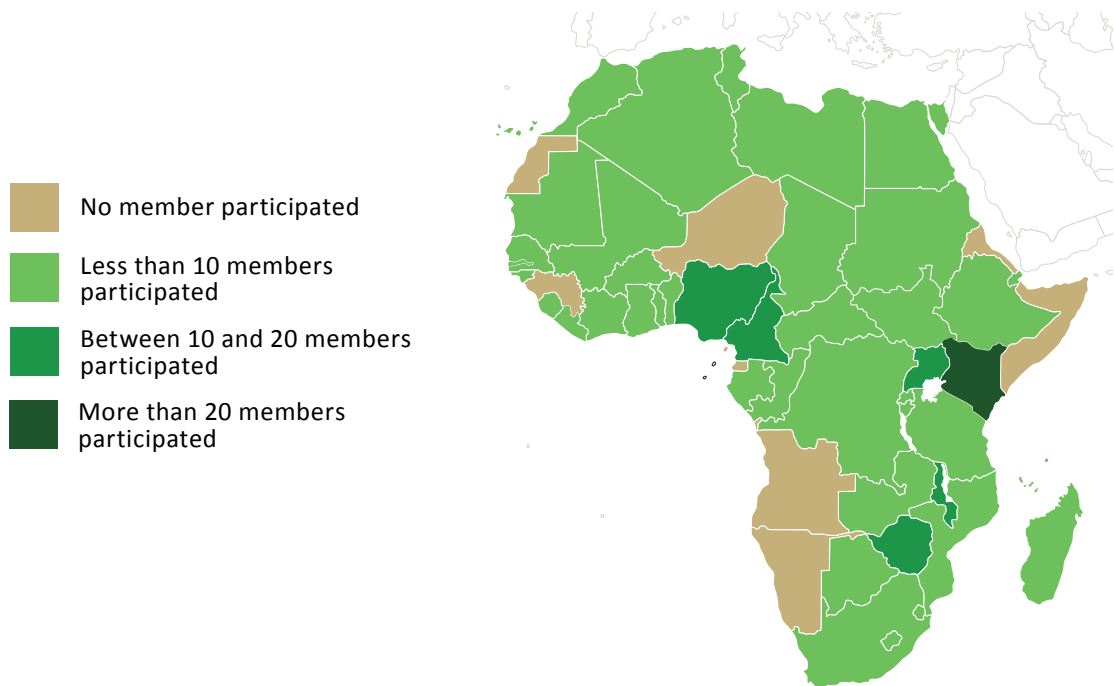 No member participated
Less than 10 members
participated
Between 10 and 20 members
participated
More than 20 members
participated